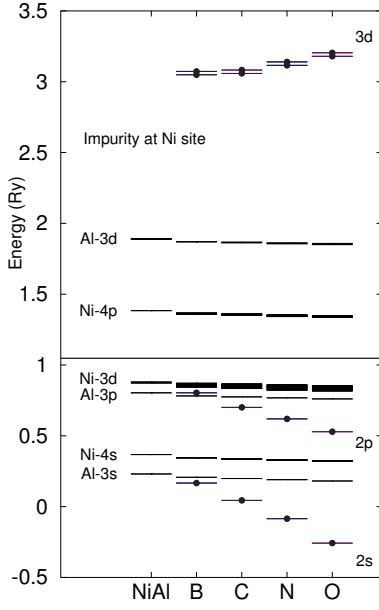 3.5
3d
3
Impurity at Ni site
2.5
Energy (Ry)
2
Al-3d
1.5
Ni-4p
1
Ni-3d
Al-3p
0.5
2p
Ni-4s
Al-3s
0
2s
-0.5
NiAl B C N O